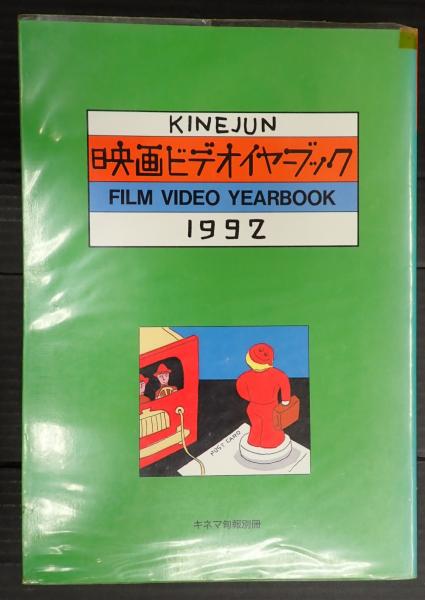 KINEJUN
映画ビデオイヤーブック
FILM VIDEO YEARBOOK
1992
POST CARD
キネマ旬報別冊